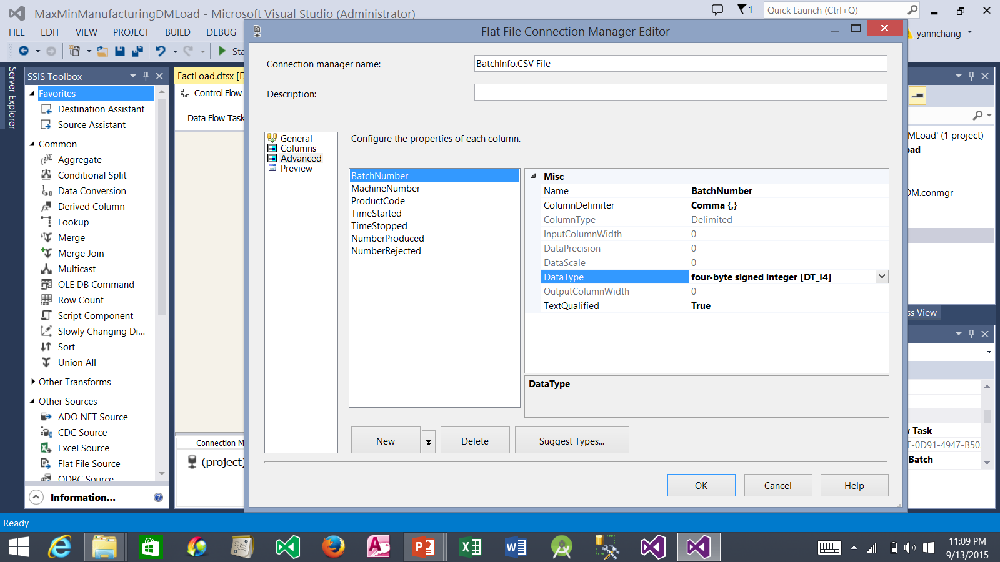 MaxMinManufacturingDMLoad - Microsoft Visual Studio (Administrator)
1
Quick Launch (Ctrl+Q)
FILE EDIT VIEW PROJECT BUILD DEBUG
yannchang
Flat File Connection Manager Editor
Server Explorer
SSIS Toolbox
Favorites
Destination Assistant
Source Assistant
Common
Aggregate
Conditional Split
Data Conversion
Derived Column
Lookup
Merge
Merge Join
Multicast
OLE DB Command
Row Count
Script Component
Slowly Changing Di...
Sort
Union All
Other Transforms
Other Sources
ADO NET Source
CDC Source
Excel Source
Flat File Source
ODBC Source
Information...
FactLoad.dtsx [D
Control Flow
Data Flow Task
Connection M
(project)
Connection manager name:
BatchInfo.CSV File
Description:
General
Columns
Advanced
Preview
Configure the properties of each column.
BatchNumber
MachineNumber
ProductCode
TimeStarted
TimeStopped
NumberProduced
NumberRejected
Misc
Name BatchNumber
ColumnDelimiter Comma {,}
ColumnType Delimited
InputColumnWidth 0
DataPrecision 0
DataScale 0
DataType four-byte signed integer [DT_I4]
OutputColumnWidth 0
TextQualified True
DataType
New
Delete
Suggest Types...
OK
Cancel
Help
MLoad' (1 project)
oad
DM.conmgr
ss View
v Task
F-0D91-4947-B50
Batch
Ready
11:09 PM
9/13/2015